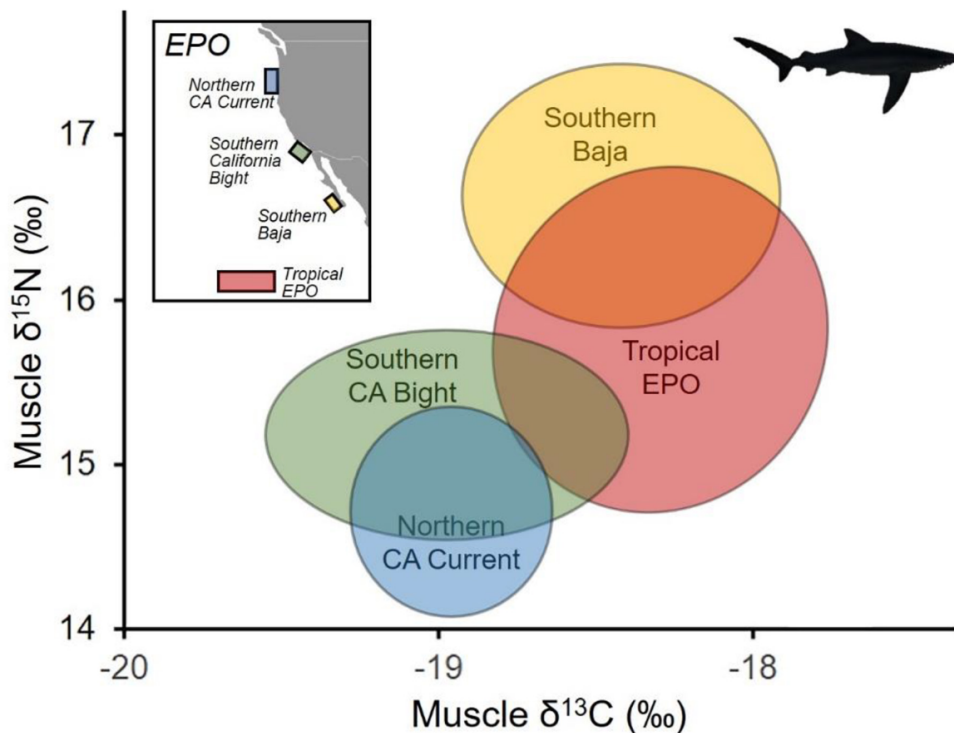 EPO
Northern
CA Current
Southern
California
Bight
Southern
Baja
Tropical
EPO
Southern
Baja
Tropical
EPO
Southern
CA Bight
Northern
CA Current
Muscle δ¹⁵N (‰)
17
16
15
14
-20
-19
-18
Muscle δ¹³C (‰)